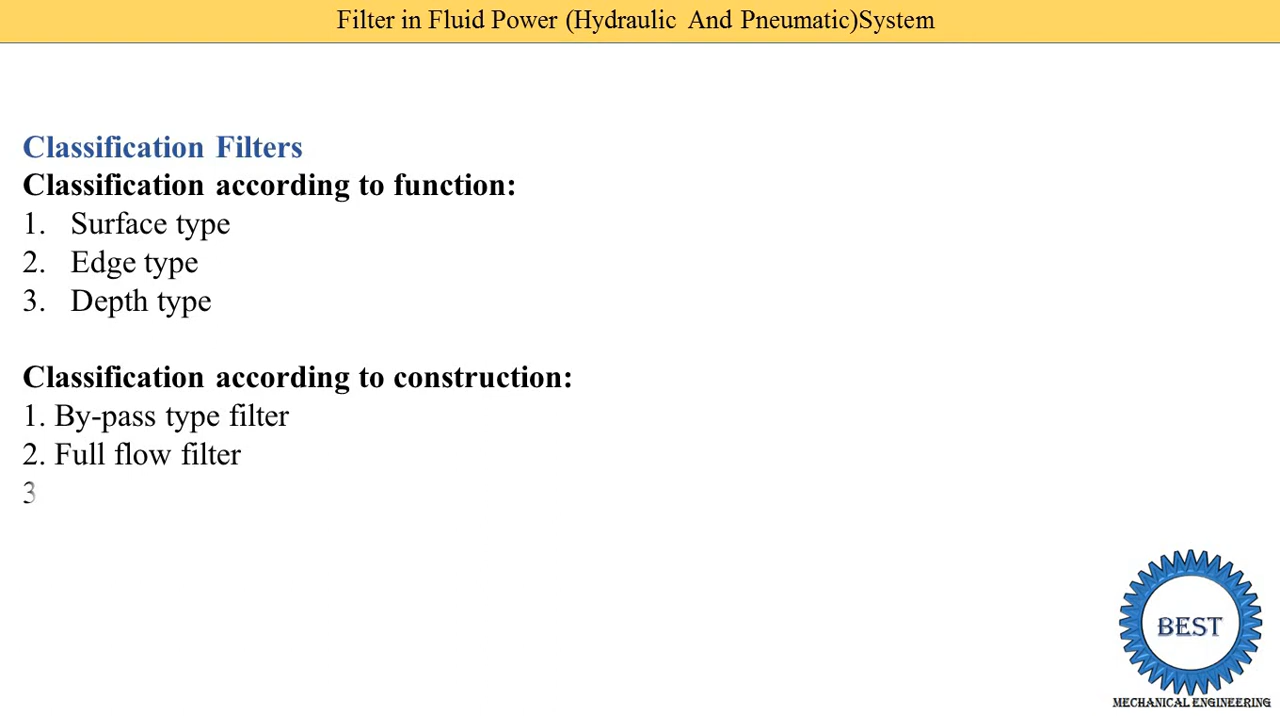 Filter in Fluid Power (Hydraulic And Pneumatic)System
Classification Filters
Classification according to function:
1. Surface type
2. Edge type
3. Depth type
Classification according to construction:
1. By-pass type filter
2. Full flow filter
3
BEST
MECHANICAL ENGINEERING